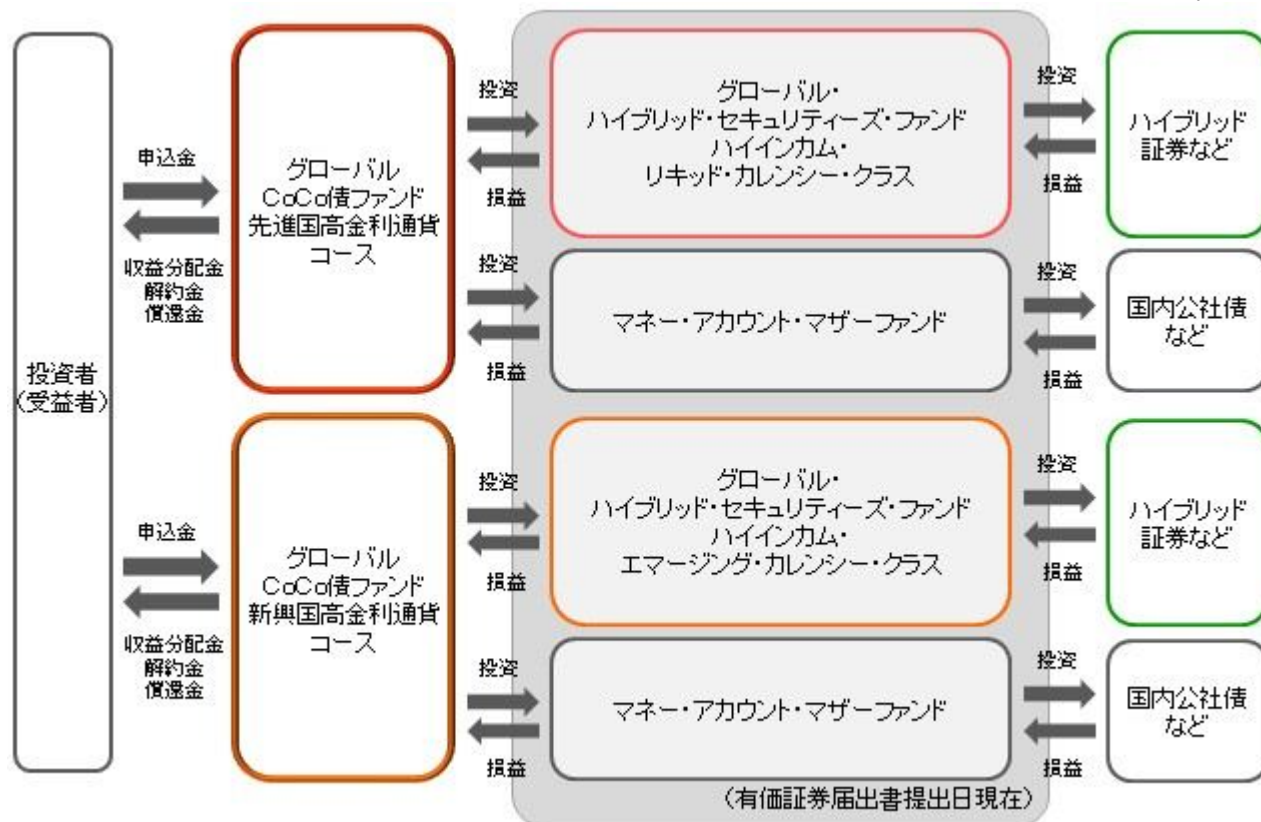 投資者
(受益者)
申込金
収益分配金
解約金
償還金
グローバル
CoCo債ファンド
先進国高金利通貨
コース
投資
損益
グローバル・
ハイブリッド・セキュリティーズ・ファンド
ハイインカム・
リキッド・カレンシー・クラス
投資
損益
ハイブリッド
証券など
投資
損益
マネー・アカウント・マザーファンド
投資
損益
国内公社債
など
申込金
収益分配金
解約金
償還金
グローバル
CoCo債ファンド
新興国高金利通貨
コース
投資
損益
グローバル・
ハイブリッド・セキュリティーズ・ファンド
ハイインカム・
エマージング・カレンシー・クラス
投資
損益
ハイブリッド
証券など
投資
損益
マネー・アカウント・マザーファンド
投資
損益
国内公社債
など
(有価証券届出書提出日現在)